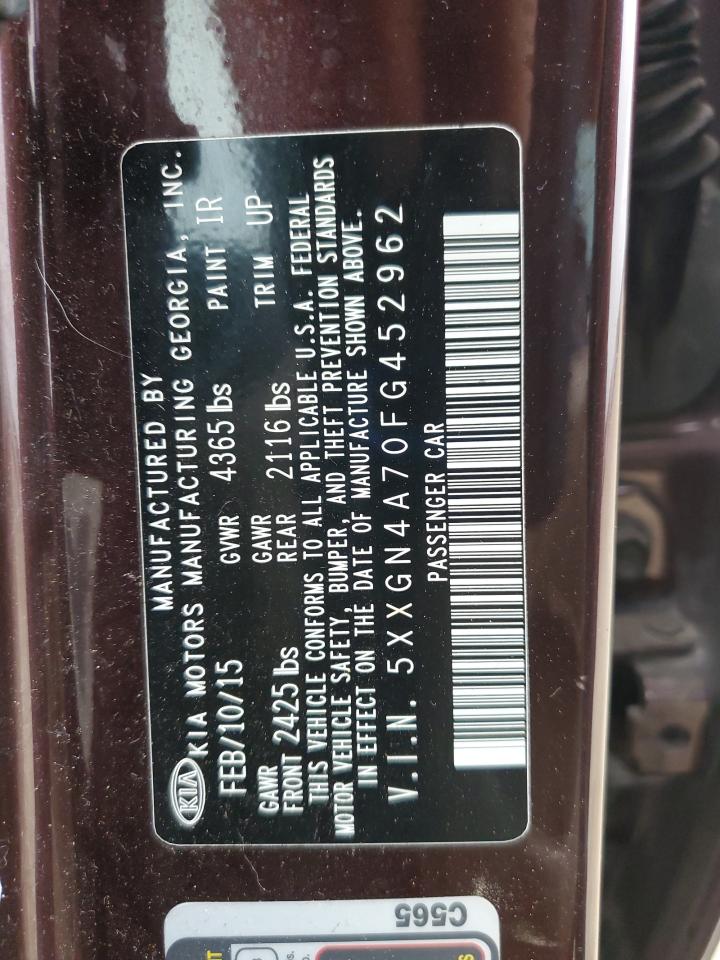 MANUFACTURED BY
KIA KIA MOTORS MANUFACTURING GEORGIA, INC.
FEB/10/15 GVWR 4365 lbs PAINT IR
GAWR FRONT 2425 lbs GAWR REAR 2116 lbs TRIM UP
THIS VEHICLE CONFORMS TO ALL APPLICABLE U.S.A. FEDERAL
MOTOR VEHICLE SAFETY, BUMPER, AND THEFT PREVENTION STANDARDS
IN EFFECT ON THE DATE OF MANUFACTURE SHOWN ABOVE.
V.I.N. 5XXGN4A70FG452962
PASSENGER CAR
C565